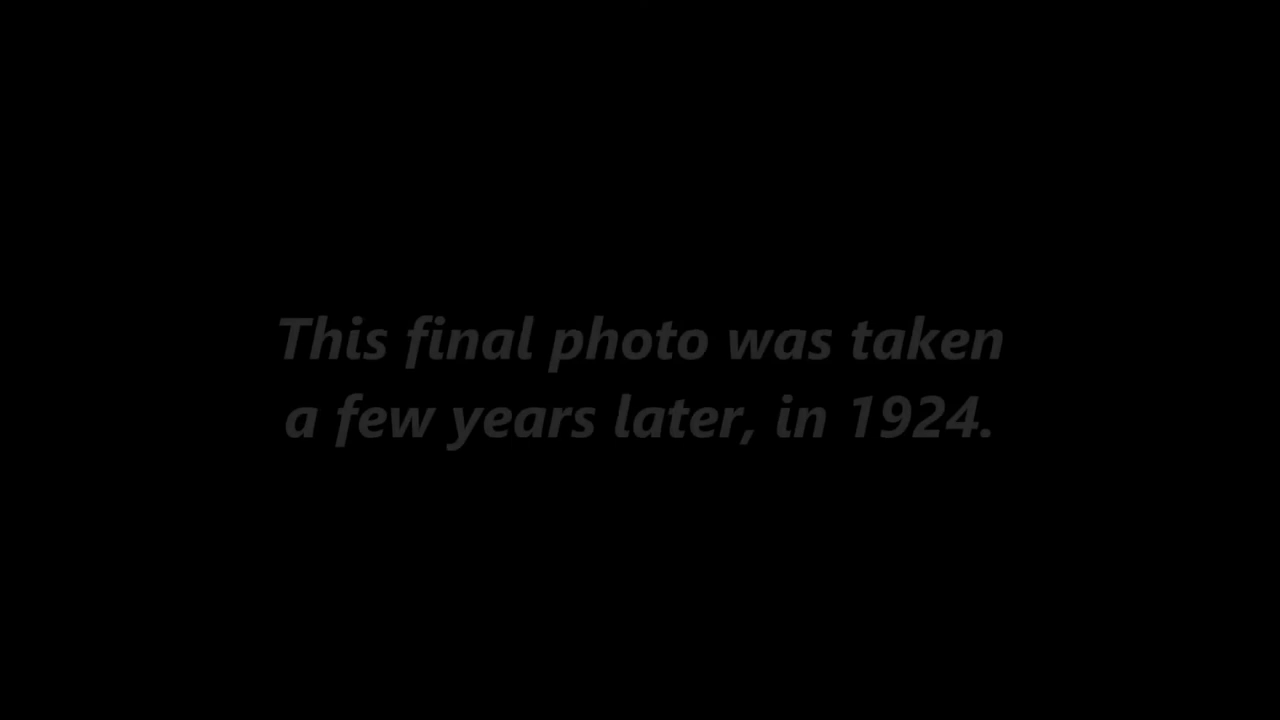 This final photo was taken
a few years later, in 1924.